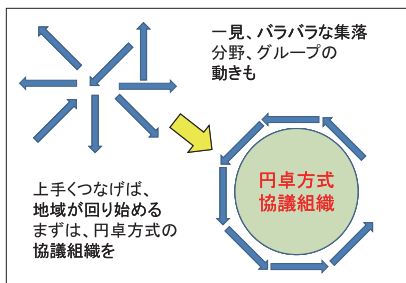 一見、バラバラな集落
分野、グループの
動きも
上手くつなげば、
地域が回り始める
まずは、円卓方式の
協議組織を
円卓方式
協議組織